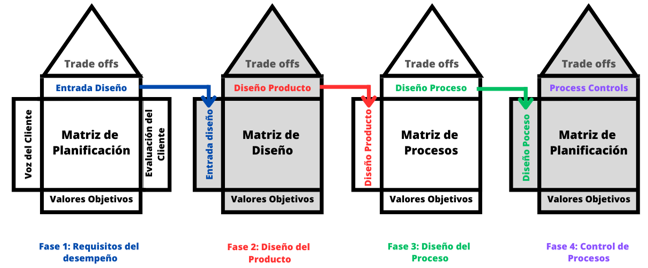 Trade offs
Entrada Diseño
Voz del Cliente
Matriz de
Planificación
Evaluación del
Cliente
Valores Objetivos
Fase 1: Requisitos del
desempeño
Trade offs
Diseño Producto
Entrada diseño
Matriz de
Diseño
Valores Objetivos
Fase 2: Diseño del
Producto
Trade offs
Diseño Proceso
Diseño Producto
Matriz de
Procesos
Valores Objetivos
Fase 3: Diseño del
Proceso
Trade offs
Process Controls
Diseño Poceso
Matriz de
Planificación
Valores Objetivos
Fase 4: Control de
Procesos